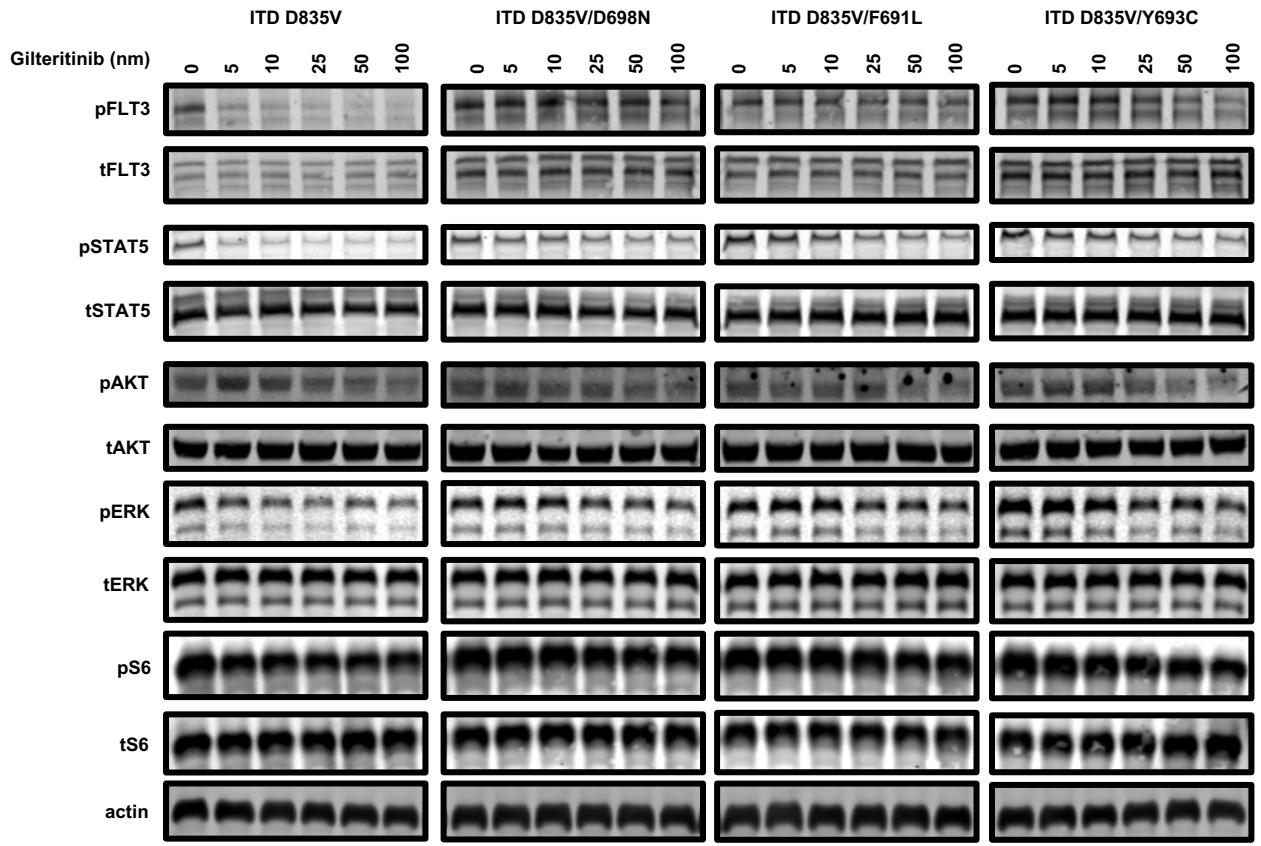 ITD D835V ITD D835V/D698N ITD D835V/F691L ITD D835V/Y693C
Gilteritinib (nm) 0 5 10 25 50 100 0 5 10 25 50 100 0 5 10 25 50 100 0 5 10 25 50 100
pFLT3
tFLT3
pSTAT5
tSTAT5
pAKT
tAKT
pERK
tERK
pS6
tS6
actin